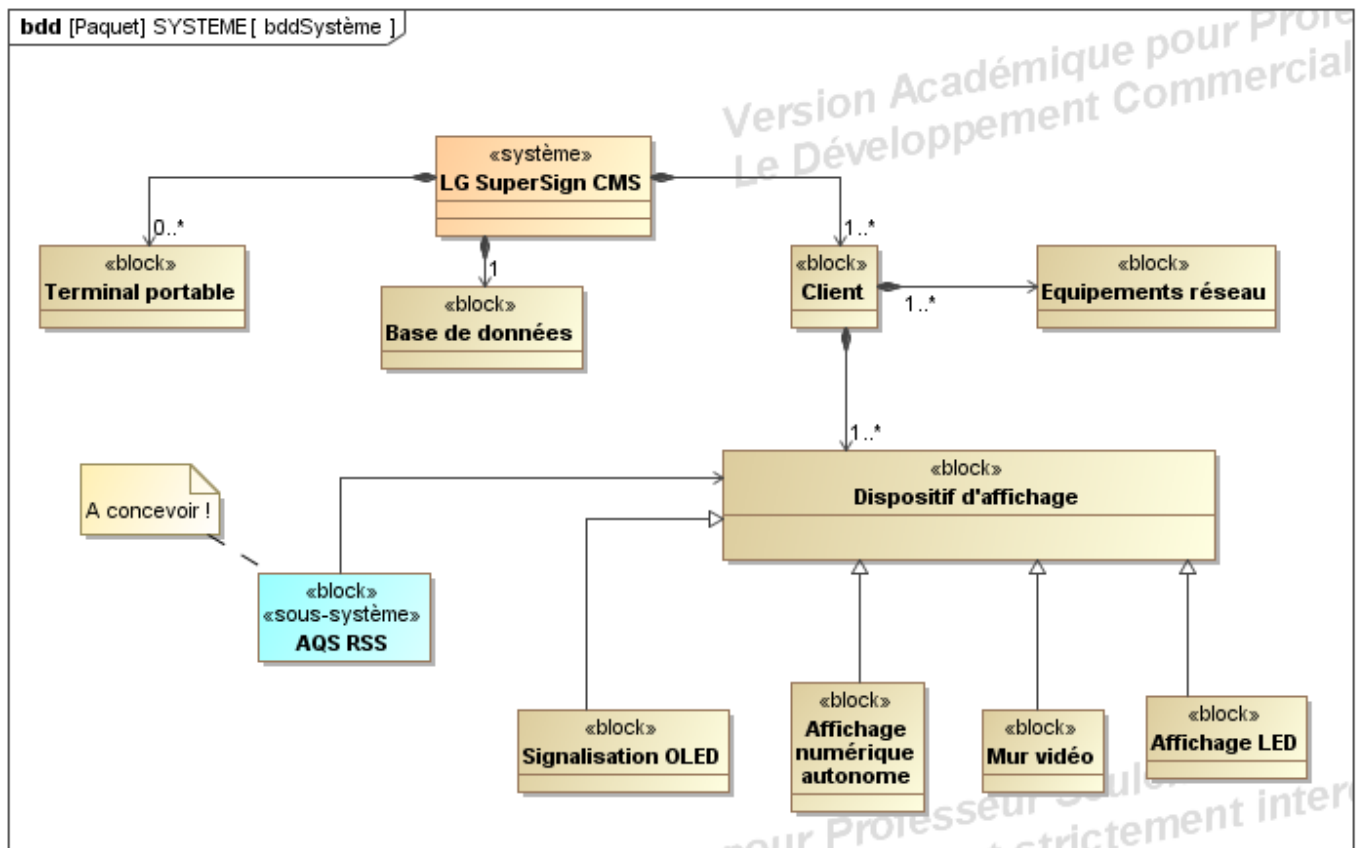 bdd [Paquet] SYSTEME[ bddSystème ]
Version Académique pour
Le Développement Commercial
«système»
LG SuperSign CMS
0..*
1
1..*
«block»
Terminal portable
«block»
Base de données
«block»
Client
1..*
«block»
Equipements réseau
1..*
«block»
Dispositif d'affichage
A concevoir !
«block»
«sous-système»
AQS RSS
«block»
Signalisation OLED
«block»
Affichage
numérique
autonome
«block»
Mur vidéo
«block»
Affichage LED
pour Professeur
strictement